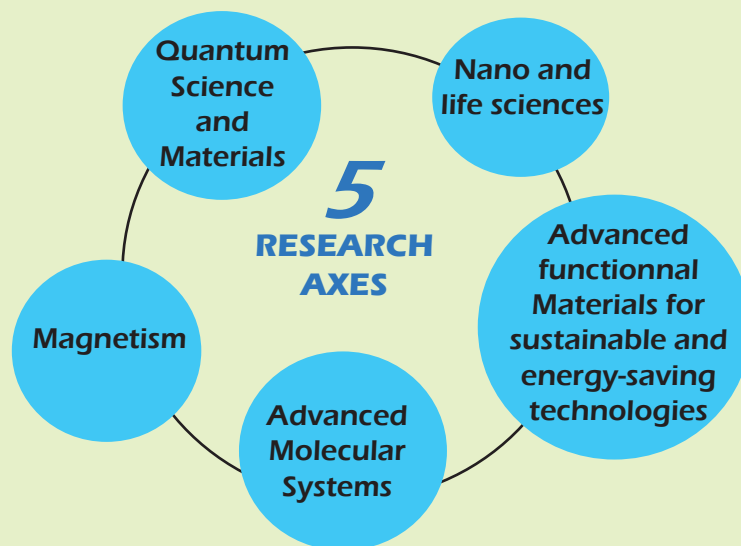 Quantum
Science
and
Materials
Nano and
life sciences
5
RESEARCH
AXES
Advanced
functionnal
Materials for
sustainable and
energy-saving
technologies
Magnetism
Advanced
Molecular
Systems